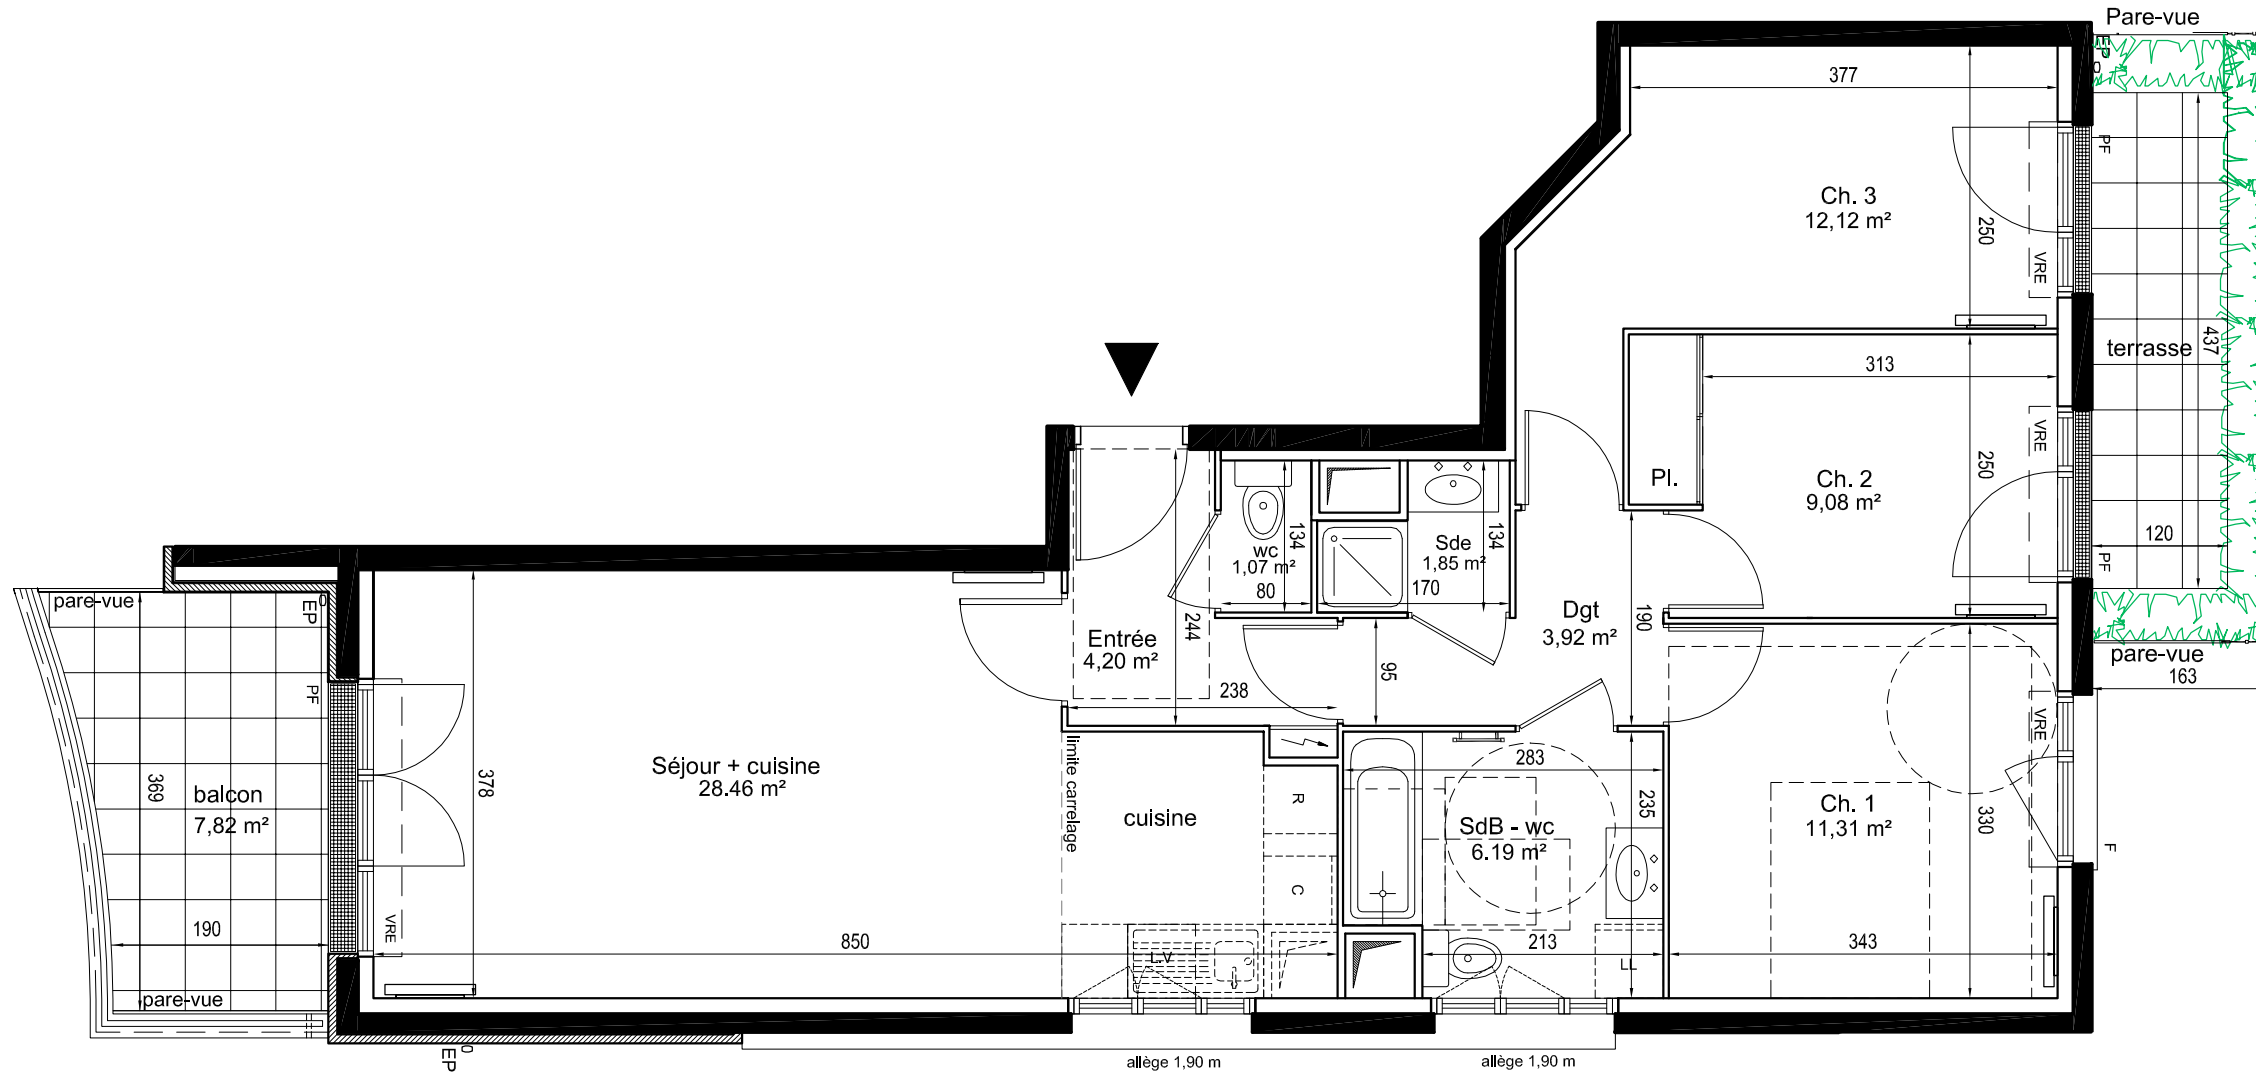 Pare-vue
EP
377
PF
Ch. 3
12,12 m²
250
VRE
437
terrasse
313
VRE
250
Pl.
Ch. 2
9,08 m²
120
PF
134
wc
1,07 m²
80
134
Sde
1,85 m²
170
Dgt
3,92 m²
190
pare-vue
163
pare-vue
EP
Entrée
4,20 m²
244
238
95
PF
VRE
369
balcon
7,82 m²
378
Séjour + cuisine
28.46 m²
limite carrelage
cuisine
R
C
283
235
SdB - wc
6.19 m²
Ch. 1
11,31 m²
330
F
190
VRE
850
L.V
213
LL
343
pare-vue
EP
allège 1,90 m
allège 1,90 m